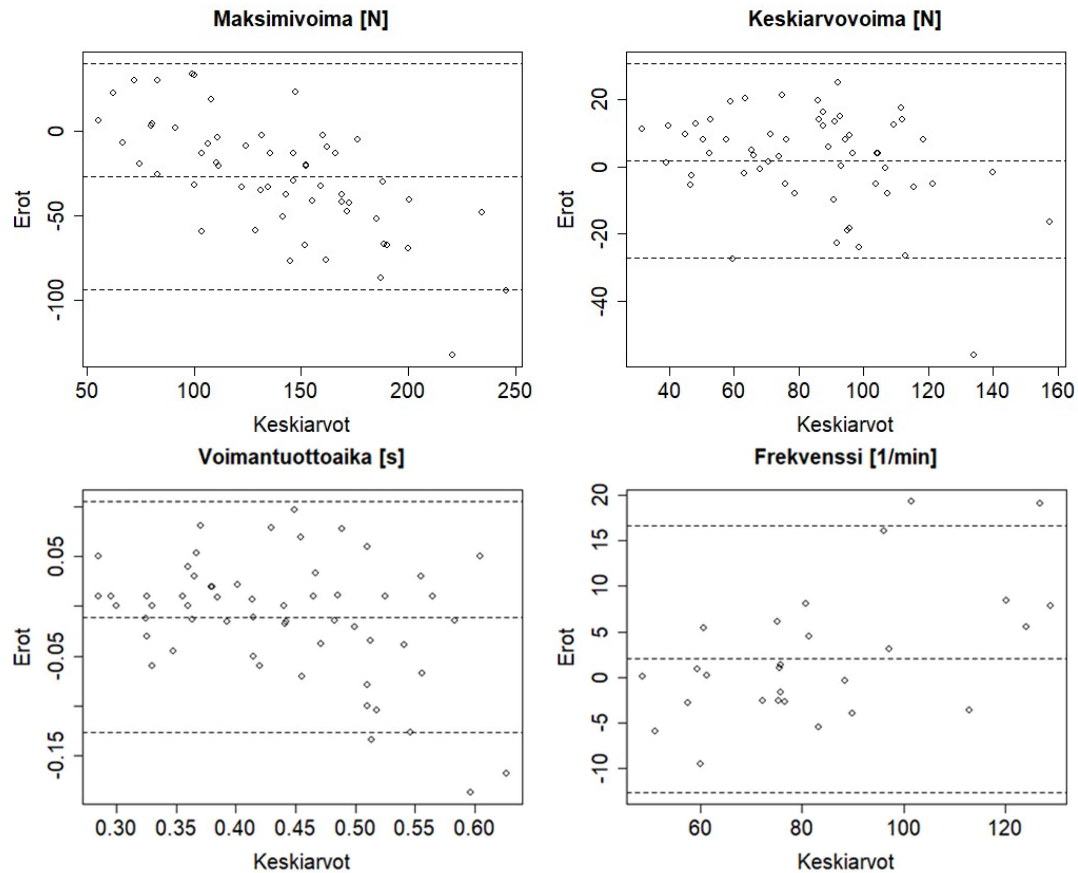 Maksimivoima [N]
Erot
0
-50
-100
50 100 150 200 250
Keskiarvot
Keskiarvovoima [N]
Erot
20
0
-20
-40
40 60 80 100 120 140 160
Keskiarvot
Voimantuottoaika [s]
Erot
0.05
-0.05
-0.15
0.30 0.35 0.40 0.45 0.50 0.55 0.60
Keskiarvot
Frekvenssi [1/min]
Erot
20
15
10
5
0
-5
-10
60 80 100 120
Keskiarvot